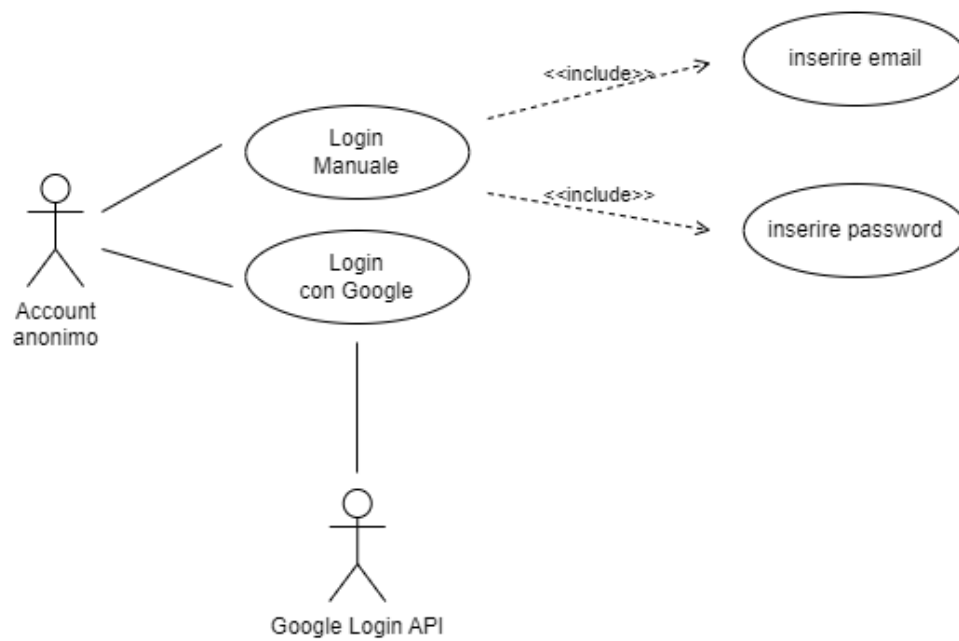 inserire email
<<include>>
Login
Manuale
<<include>>
inserire password
Login
con Google
Account
anonimo
Google Login API